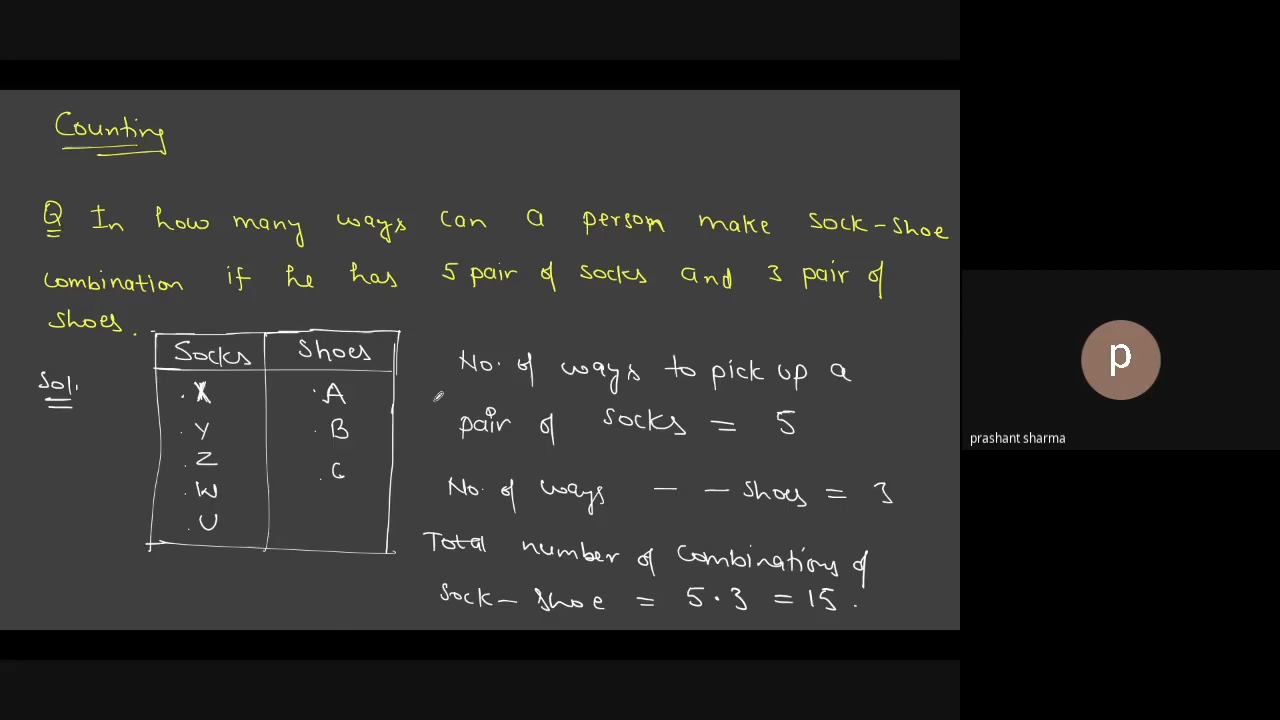 Counting
Q In how many ways can a person make sock-shoe
combination if he has 5 pair of socks and 3 pair of
shoes.
Sol.
Socks Shoes
X A
Y B
Z C
W
U
No. of ways to pick up a
pair of socks = 5
No. of ways — — shoes = 3
Total number of combinations of
sock- shoe = 5.3 = 15.
p
prashant sharma